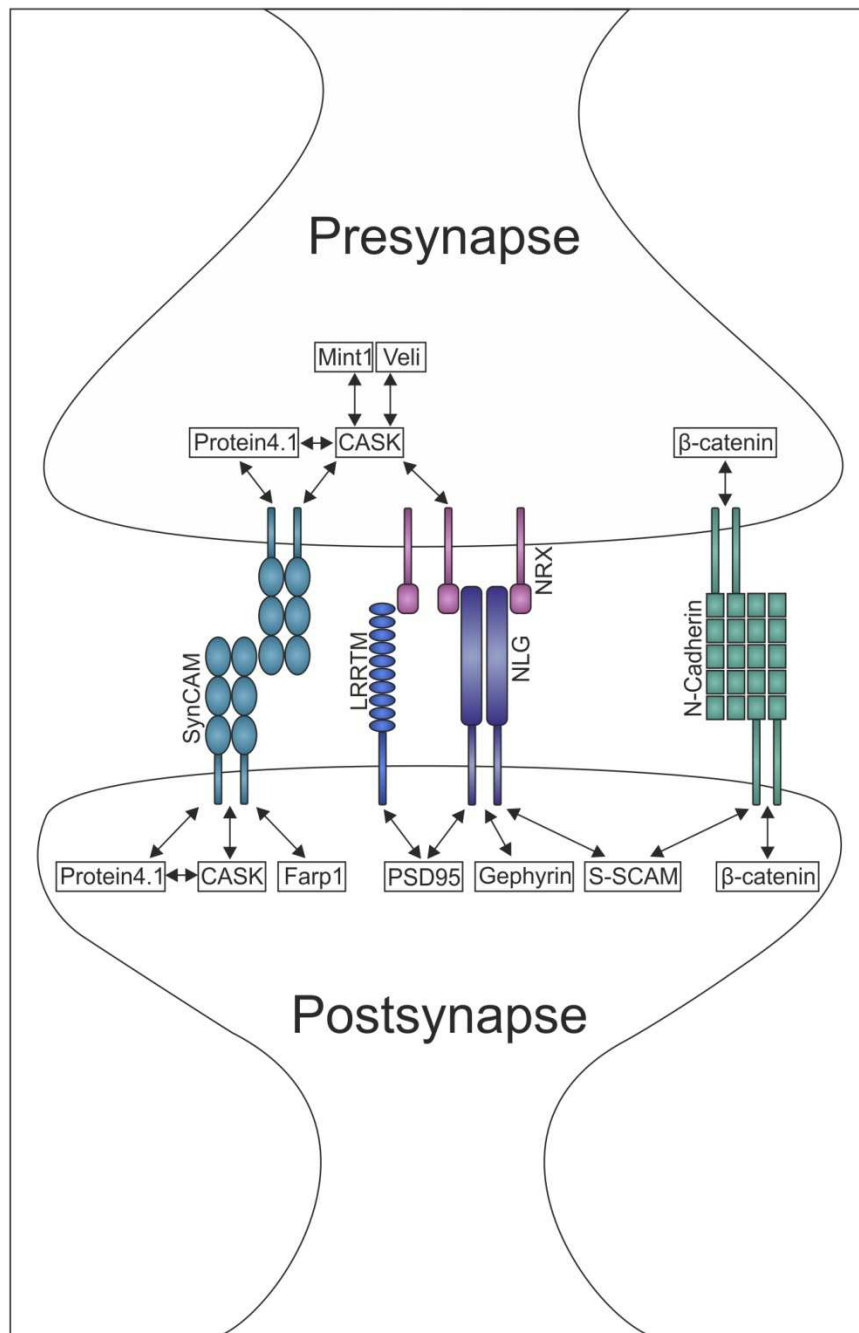 Presynapse
Mint1 Veli
Protein4.1 CASK β-catenin
NRX
SynCAM LRRTM NLG N-Cadherin
Protein4.1 CASK Farp1 PSD95 Gephyrin S-SCAM β-catenin
Postsynapse